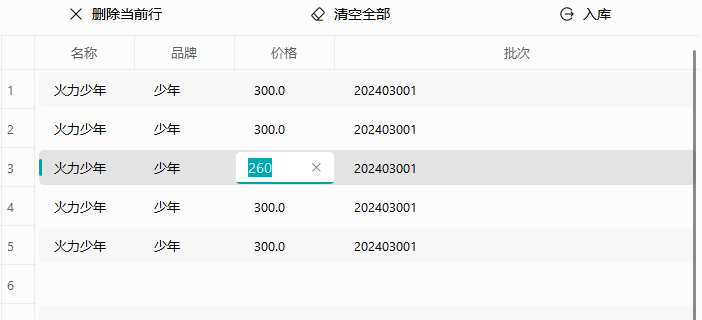 删除当前行 清空全部 入库
名称 品牌 价格 批次
1 火力少年 少年 300.0 202403001
2 火力少年 少年 300.0 202403001
3 火力少年 少年 260 202403001
4 火力少年 少年 300.0 202403001
5 火力少年 少年 300.0 202403001
6